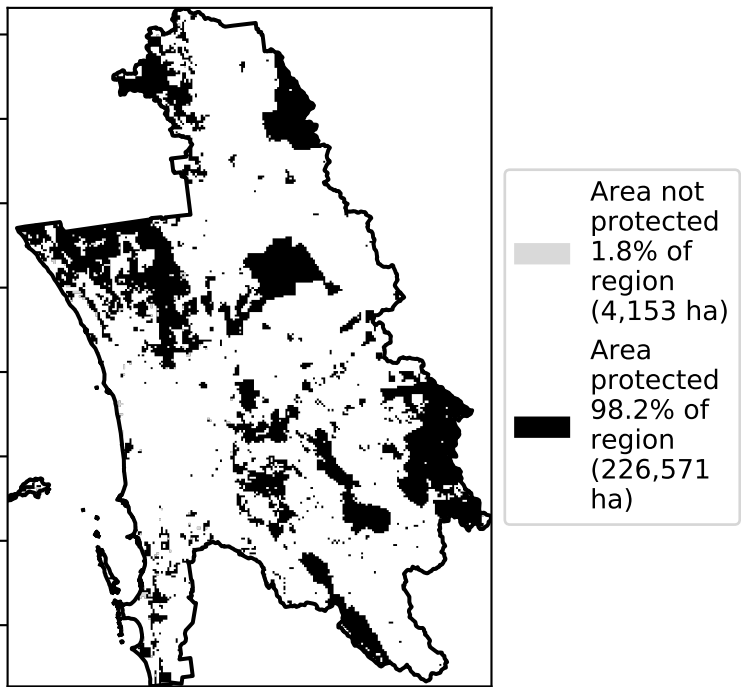 Area not
protected
1.8% of
region
(4,153 ha)
Area
protected
98.2% of
region
(226,571
ha)